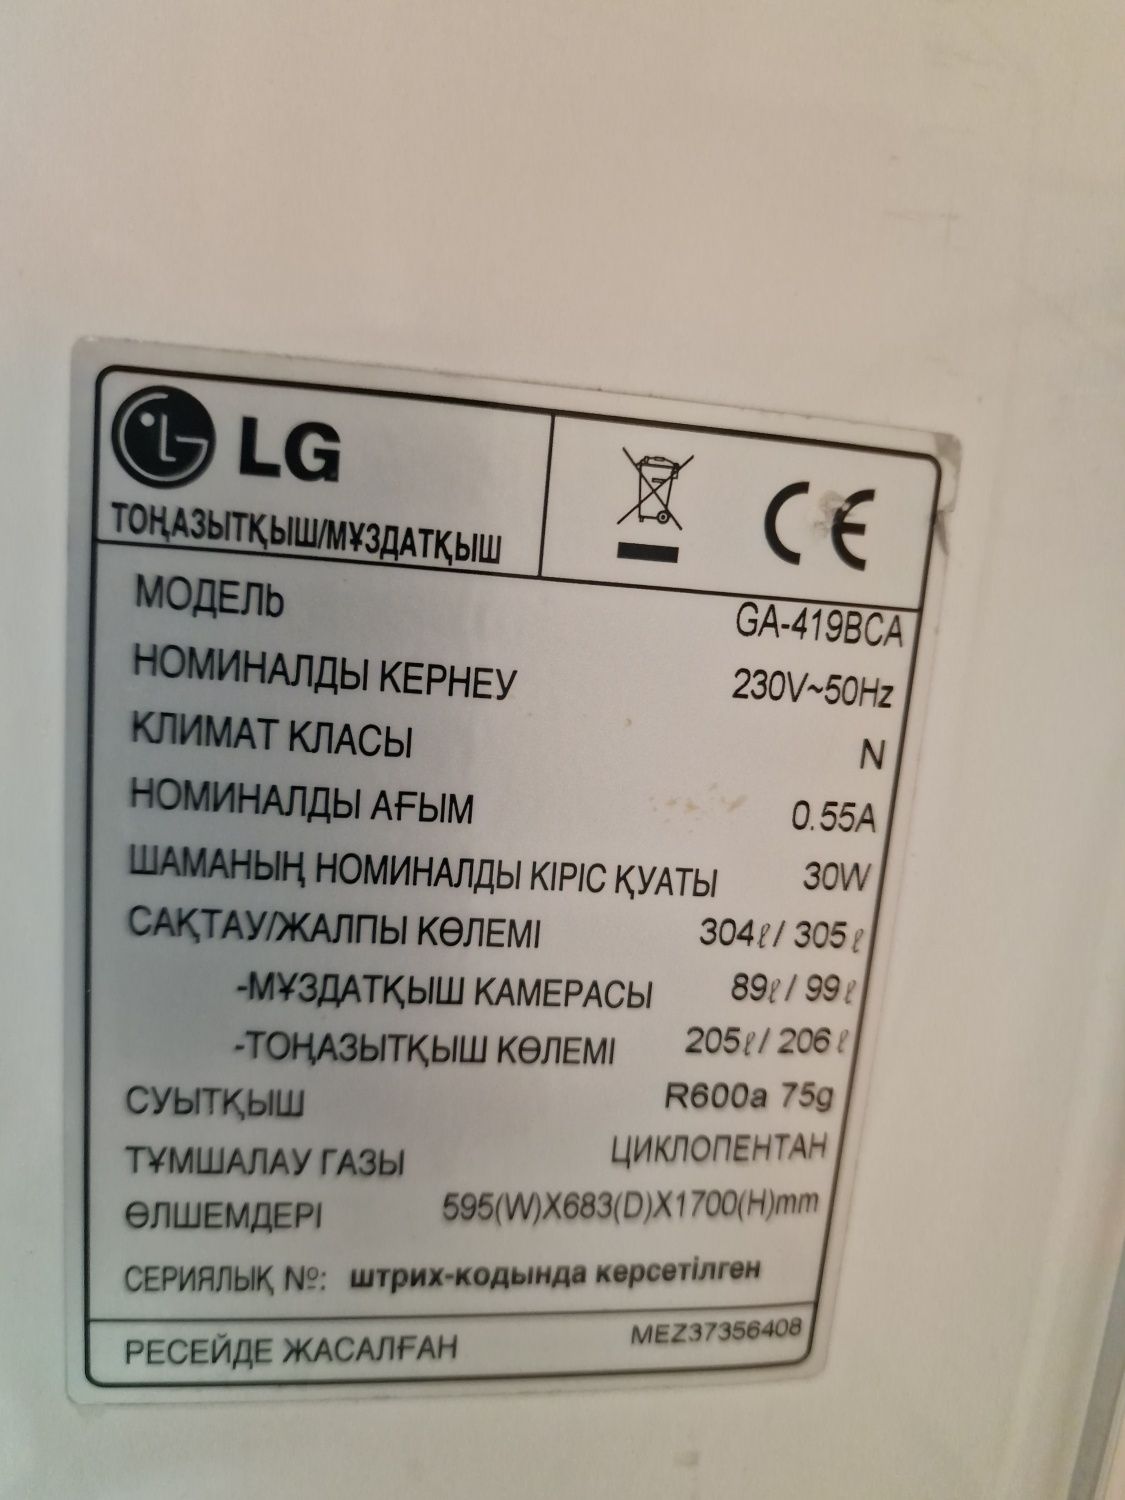 LG
ТОҢАЗЫТҚЫШ/МҰЗДАТҚЫШ
CE
МОДЕЛЬ GA-419BCA
НОМИНАЛДЫ КЕРНЕУ 230V~50Hz
КЛИМАТ КЛАСЫ N
НОМИНАЛДЫ АҒЫМ 0.55A
ШАМАНЫҢ НОМИНАЛДЫ КІРІС ҚУАТЫ 30W
САҚТАУ/ЖАЛПЫ КӨЛЕМІ 304ℓ/ 305ℓ
-МҰЗДАТҚЫШ КАМЕРАСЫ 89ℓ/ 99ℓ
-ТОҢАЗЫТҚЫШ КӨЛЕМІ 205ℓ/ 206ℓ
СУЫТҚЫШ R600a 75g
ТҰМШАЛАУ ГАЗЫ ЦИКЛОПЕНТАН
ӨЛШЕМДЕРІ 595(W)X683(D)X1700(H)mm
СЕРИЯЛЫҚ №: штрих-кодында керсетілген
РЕСЕЙДЕ ЖАСАЛҒАН MEZ37356408